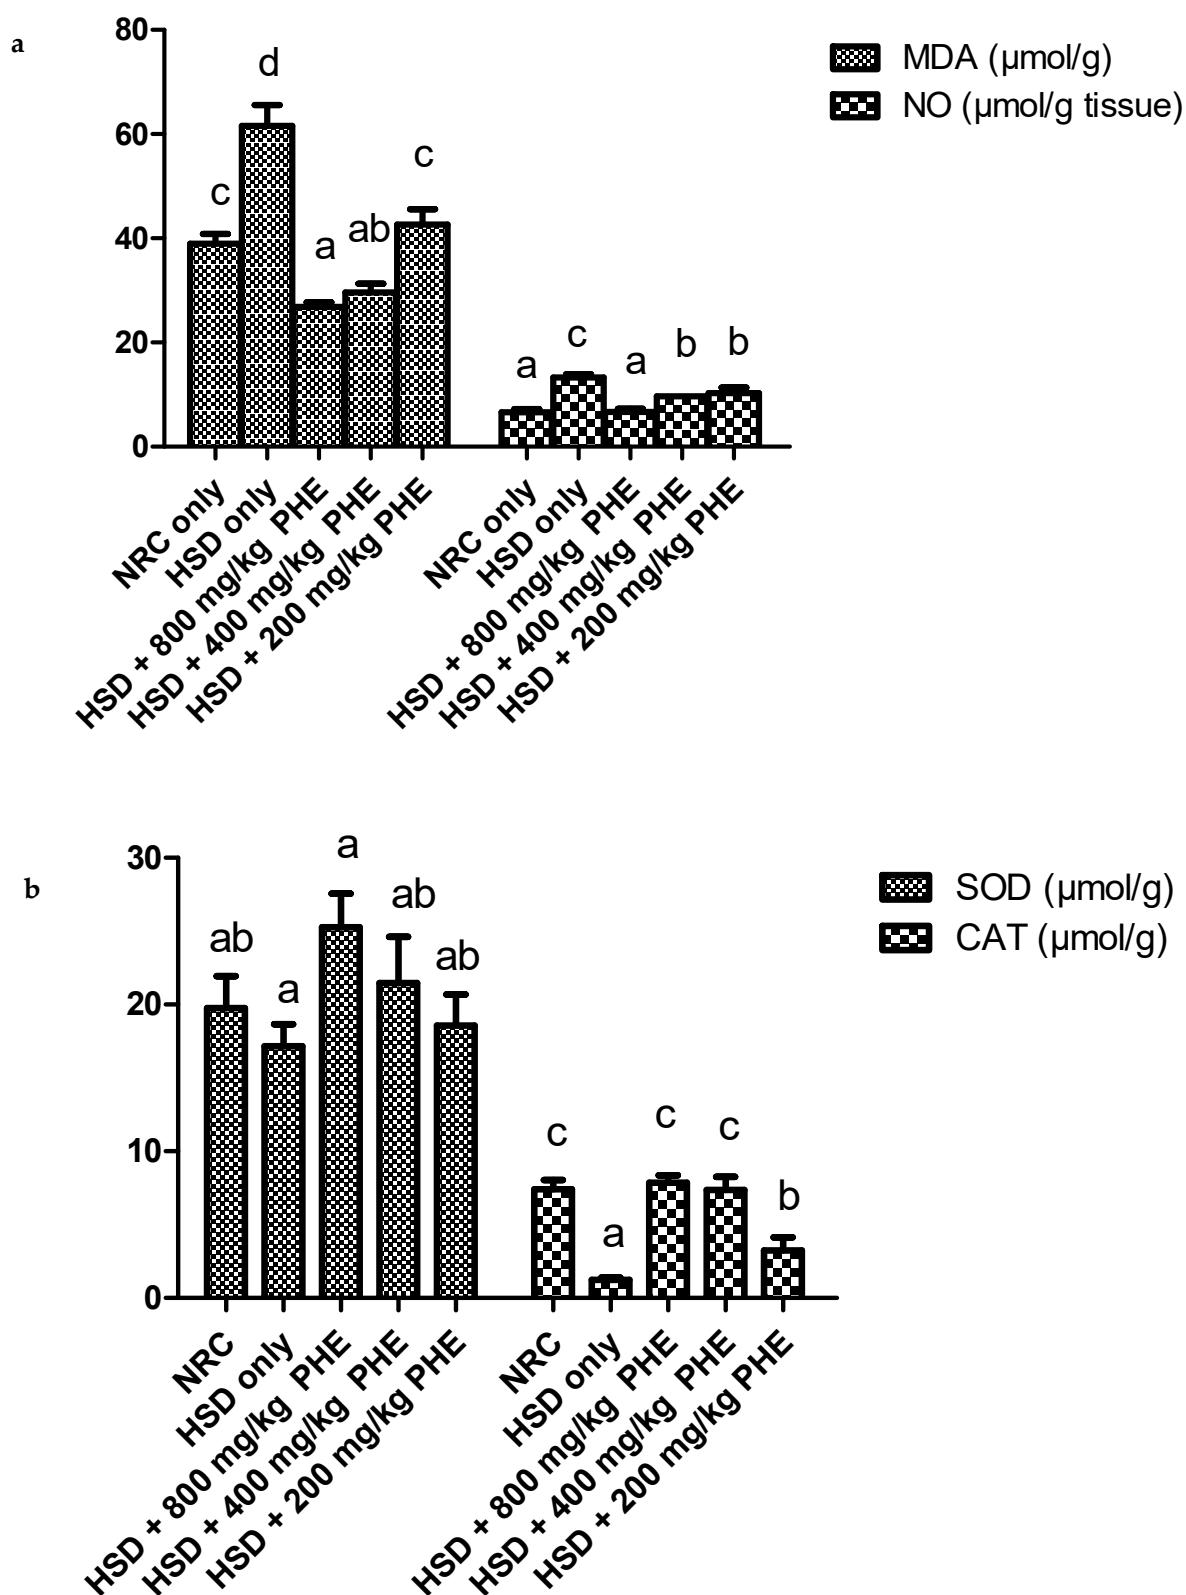 a
80
60
40
20
0
d
c
c
ab
a
c
a
a
b
b
MDA (µmol/g)
NO (µmol/g tissue)
NRC only
HSD only
HSD + 800 mg/kg  PHE
HSD + 400 mg/kg  PHE
HSD + 200 mg/kg PHE
NRC only
HSD only
HSD + 800 mg/kg  PHE
HSD + 400 mg/kg  PHE
HSD + 200 mg/kg PHE
b
30
20
10
0
a
ab
ab
ab
a
c
c
c
b
a
SOD (µmol/g)
CAT (µmol/g)
NRC
HSD only
HSD + 800 mg/kg  PHE
HSD + 400 mg/kg  PHE
HSD + 200 mg/kg PHE
NRC
HSD only
HSD + 800 mg/kg  PHE
HSD + 400 mg/kg  PHE
HSD + 200 mg/kg PHE